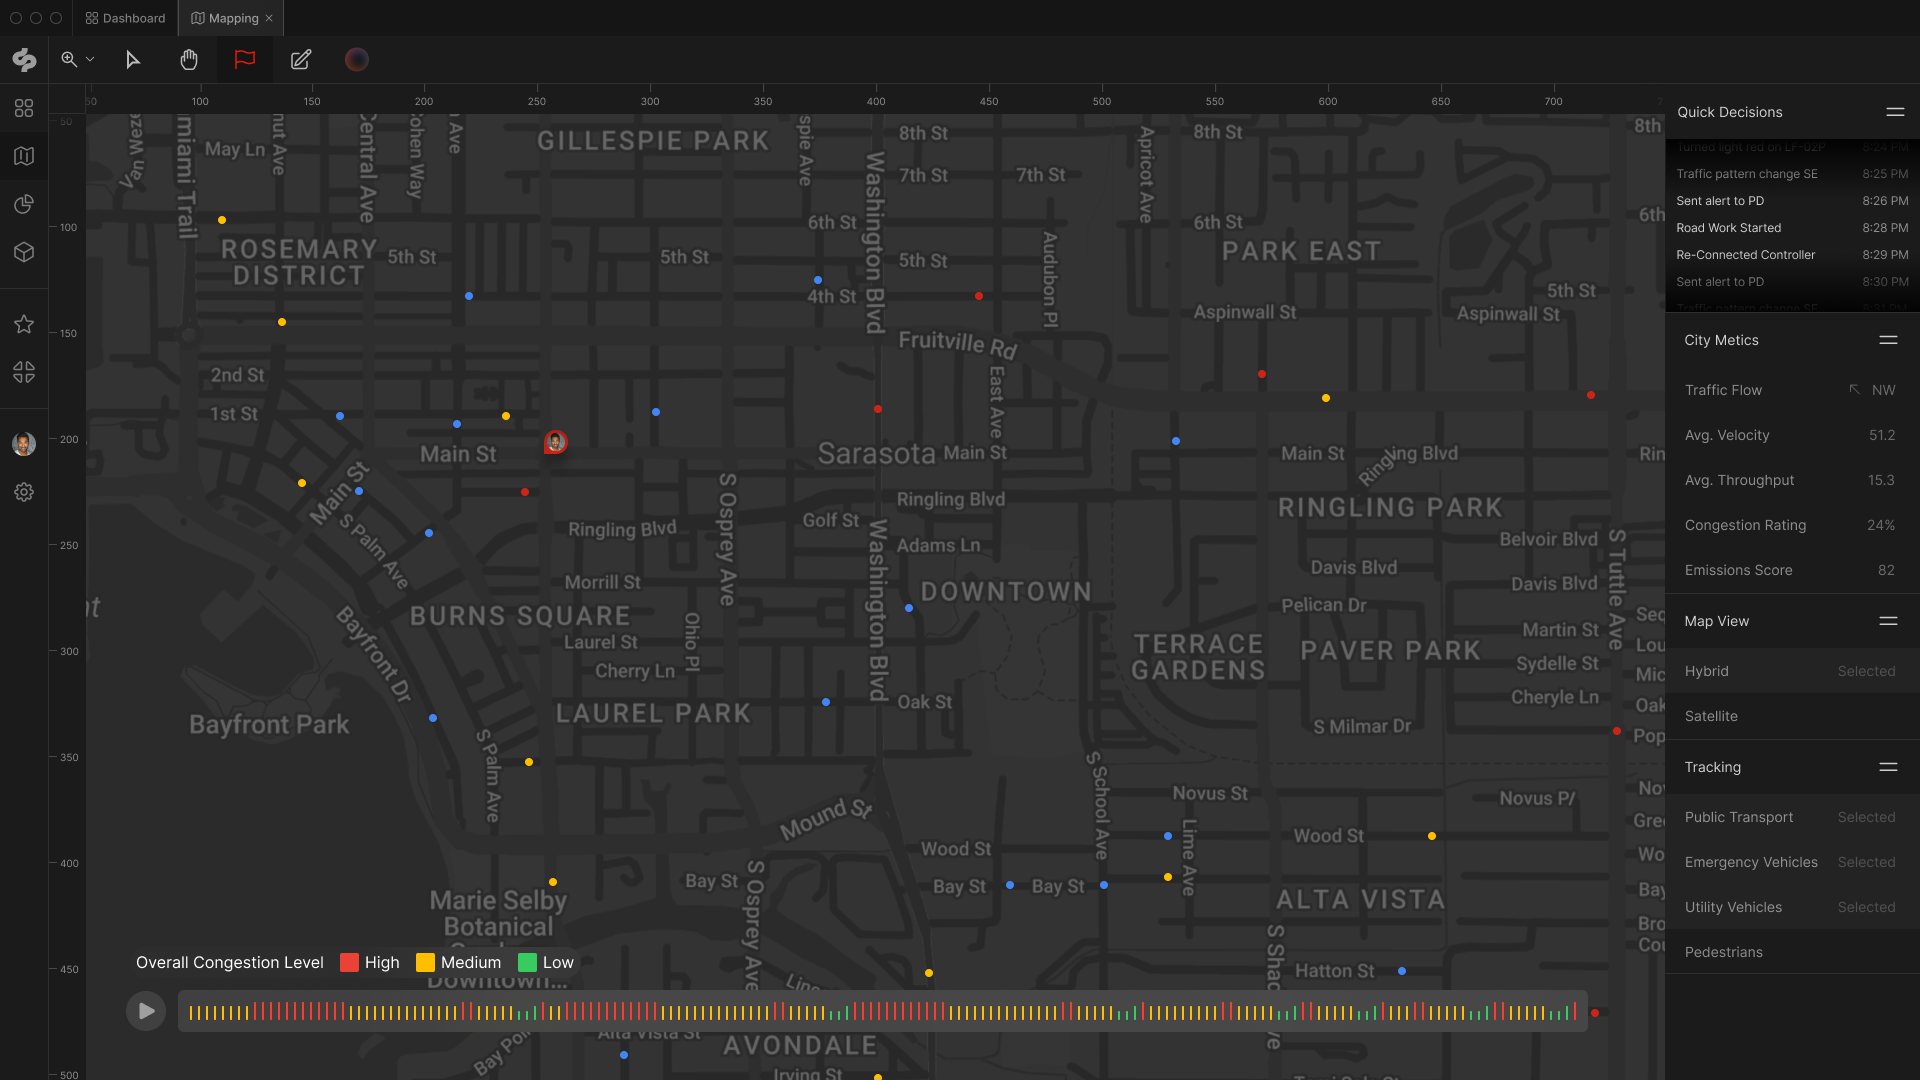 Dashboard
Mapping
50
100
150
200
250
300
350
400
450
500
550
600
650
700
50
100
150
200
250
300
350
400
450
500
May Ln
GILLESPIE PARK
8th St
8th St
8th
Cohen Way
Central Ave
Apricot Ave
Washington Blvd
7th St
7th St
6th St
6th St
6th
ROSEMARY
DISTRICT
5th St
5th St
5th St
PARK EAST
Audubon Pl
4th St
5th St
Aspinwall St
Aspinwall St
Fruitville Rd
2nd St
1st St
East Ave
Main St
Sarasota
Main St
Main St
Ringling Blvd
Main St
S Palm Ave
S Osprey Ave
Ringling Blvd
RINGLING PARK
Golf St
Ringling Blvd
Washington Blvd
Adams Ln
Belvoir Blvd
S Tuttle Ave
Davis Blvd
Morrill St
DOWNTOWN
Davis Blvd
BURNS SQUARE
Pelican Dr
Bayfront Dr
Ohio Pl
Laurel St
Martin St
TERRACE
GARDENS
PAVER PARK
Cherry Ln
Sydelle St
Cheryle Ln
Oak St
LAUREL PARK
Bayfront Park
S Milmar Dr
S Palm Ave
S School Ave
Novus St
Novus P/
Mound St
Lime Ave
Wood St
Wood St
Bay St
Bay St
Bay St
S Osprey Ave
Marie Selby
Botanical
ALTA VISTA
Hatton St
Downtown...
Alta Vista St
AVONDALE
Irving St
Overall Congestion Level
High
Medium
Low
Quick Decisions
Turned light red on LF-02P 8:24 PM
Traffic pattern change SE 8:25 PM
Sent alert to PD 8:26 PM
Road Work Started 8:28 PM
Re-Connected Controller 8:29 PM
Sent alert to PD 8:30 PM
Traffic pattern change SE 8:31 PM
City Metics
Traffic Flow NW
Avg. Velocity 51.2
Avg. Throughput 15.3
Congestion Rating 24%
Emissions Score 82
Map View
Hybrid Selected
Satellite
Tracking
Public Transport Selected
Emergency Vehicles Selected
Utility Vehicles Selected
Pedestrians